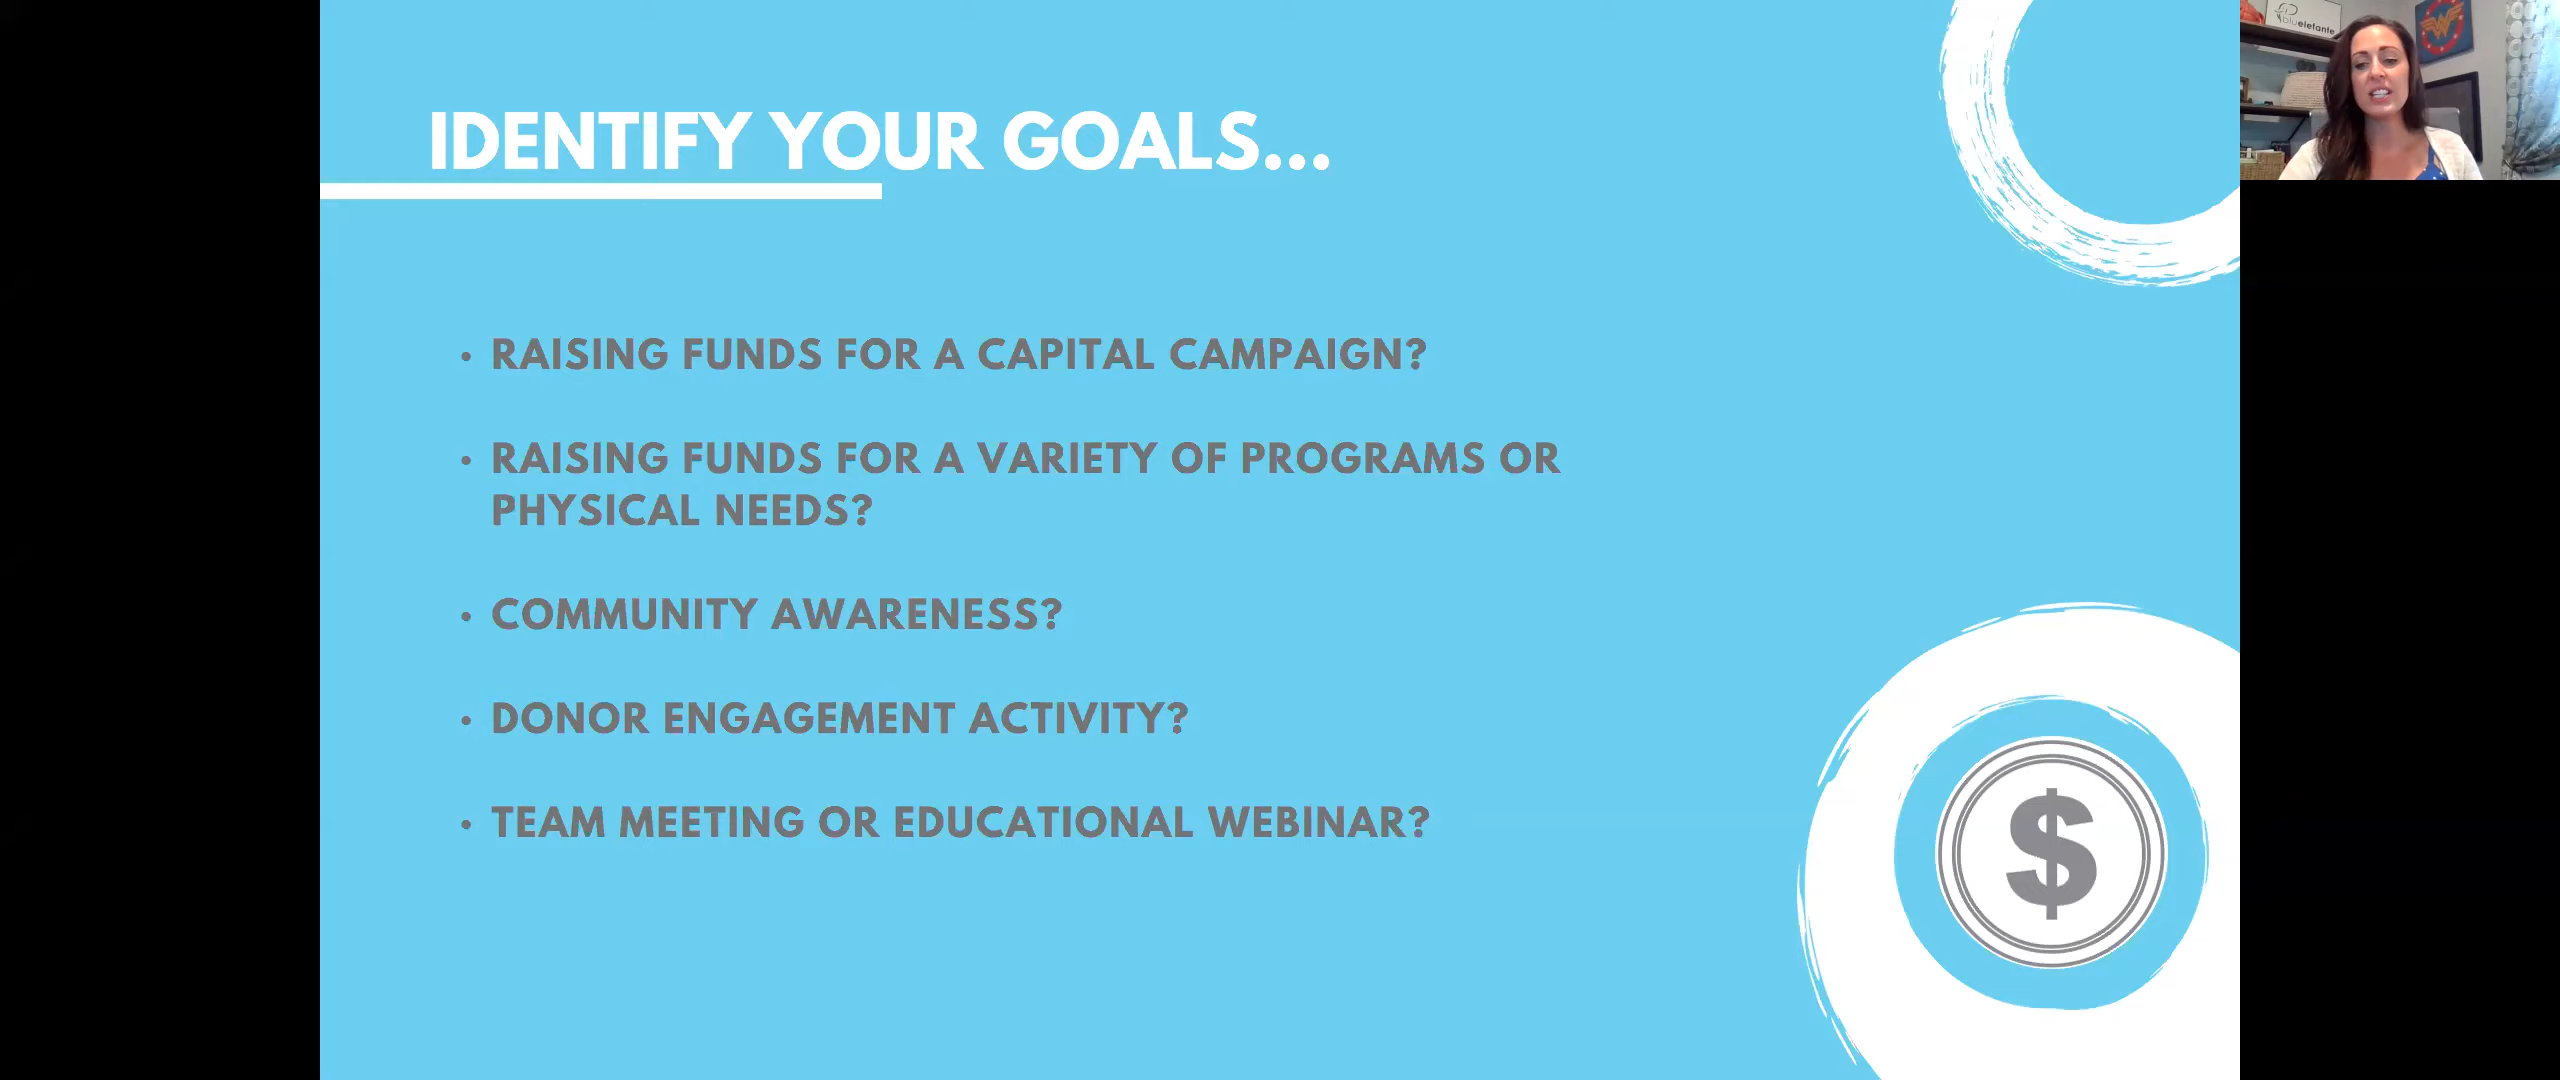 IDENTIFY YOUR GOALS...
• RAISING FUNDS FOR A CAPITAL CAMPAIGN?
• RAISING FUNDS FOR A VARIETY OF PROGRAMS OR
PHYSICAL NEEDS?
• COMMUNITY AWARENESS?
• DONOR ENGAGEMENT ACTIVITY?
• TEAM MEETING OR EDUCATIONAL WEBINAR?
$
bluelefante